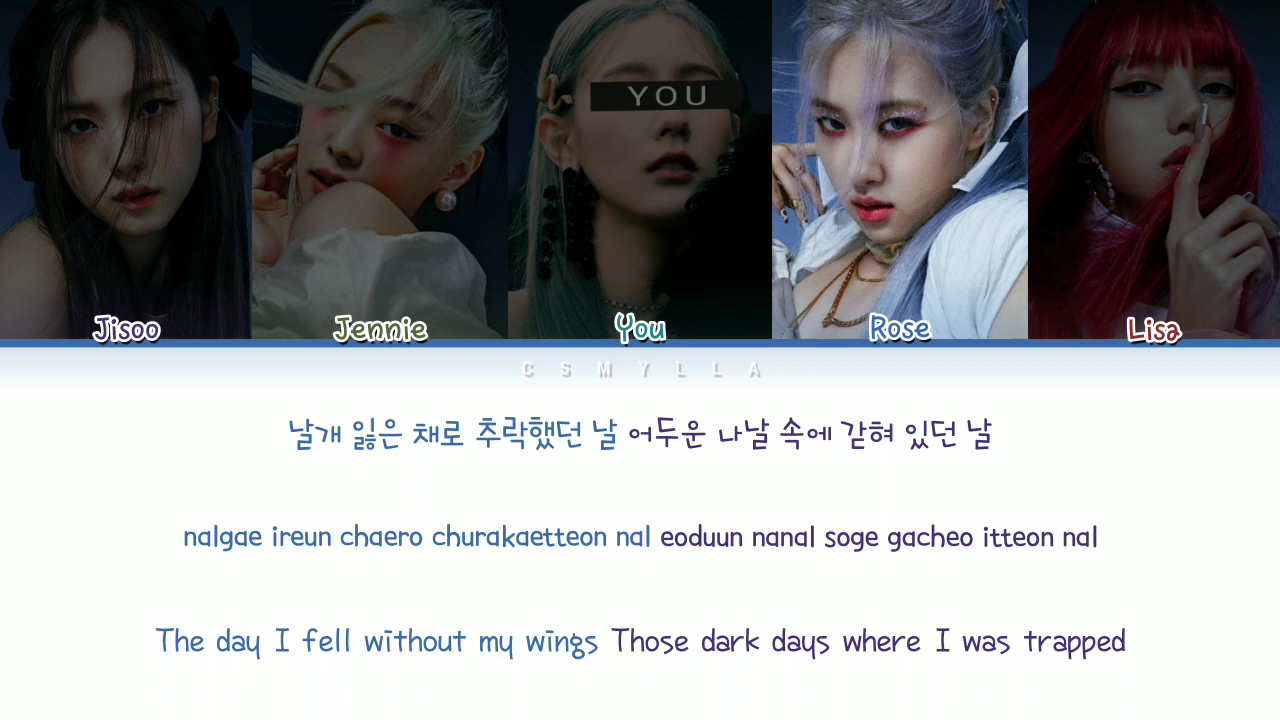 YOU
Jisoo Jennie You Rose Lisa
CSMYLLA
날개 잃은 채로 추락했던 날 어두운 나날 속에 갇혀 있던 날
nalgae ireun chaero churakaetteon nal eoduun nanal soge gacheo itteon nal
The day I fell without my wings Those dark days where I was trapped